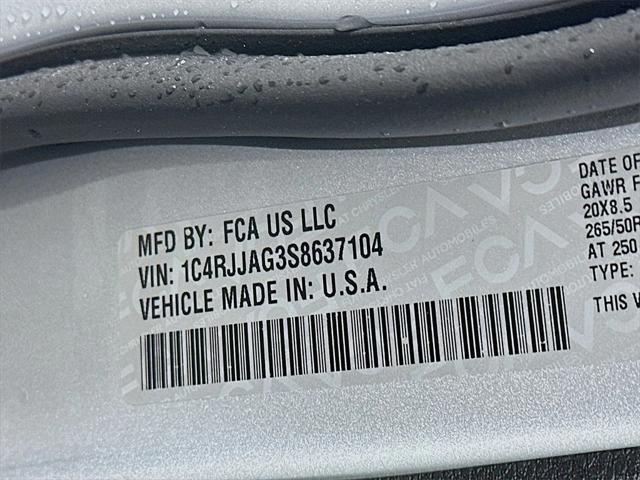 MFD BY: FCA US LLC
VIN: 1C4RJJAG3S8637104
VEHICLE MADE IN: U.S.A.
DATE OF
GAWR F
20X8.5
265/50R
AT 250
TYPE:
THIS V